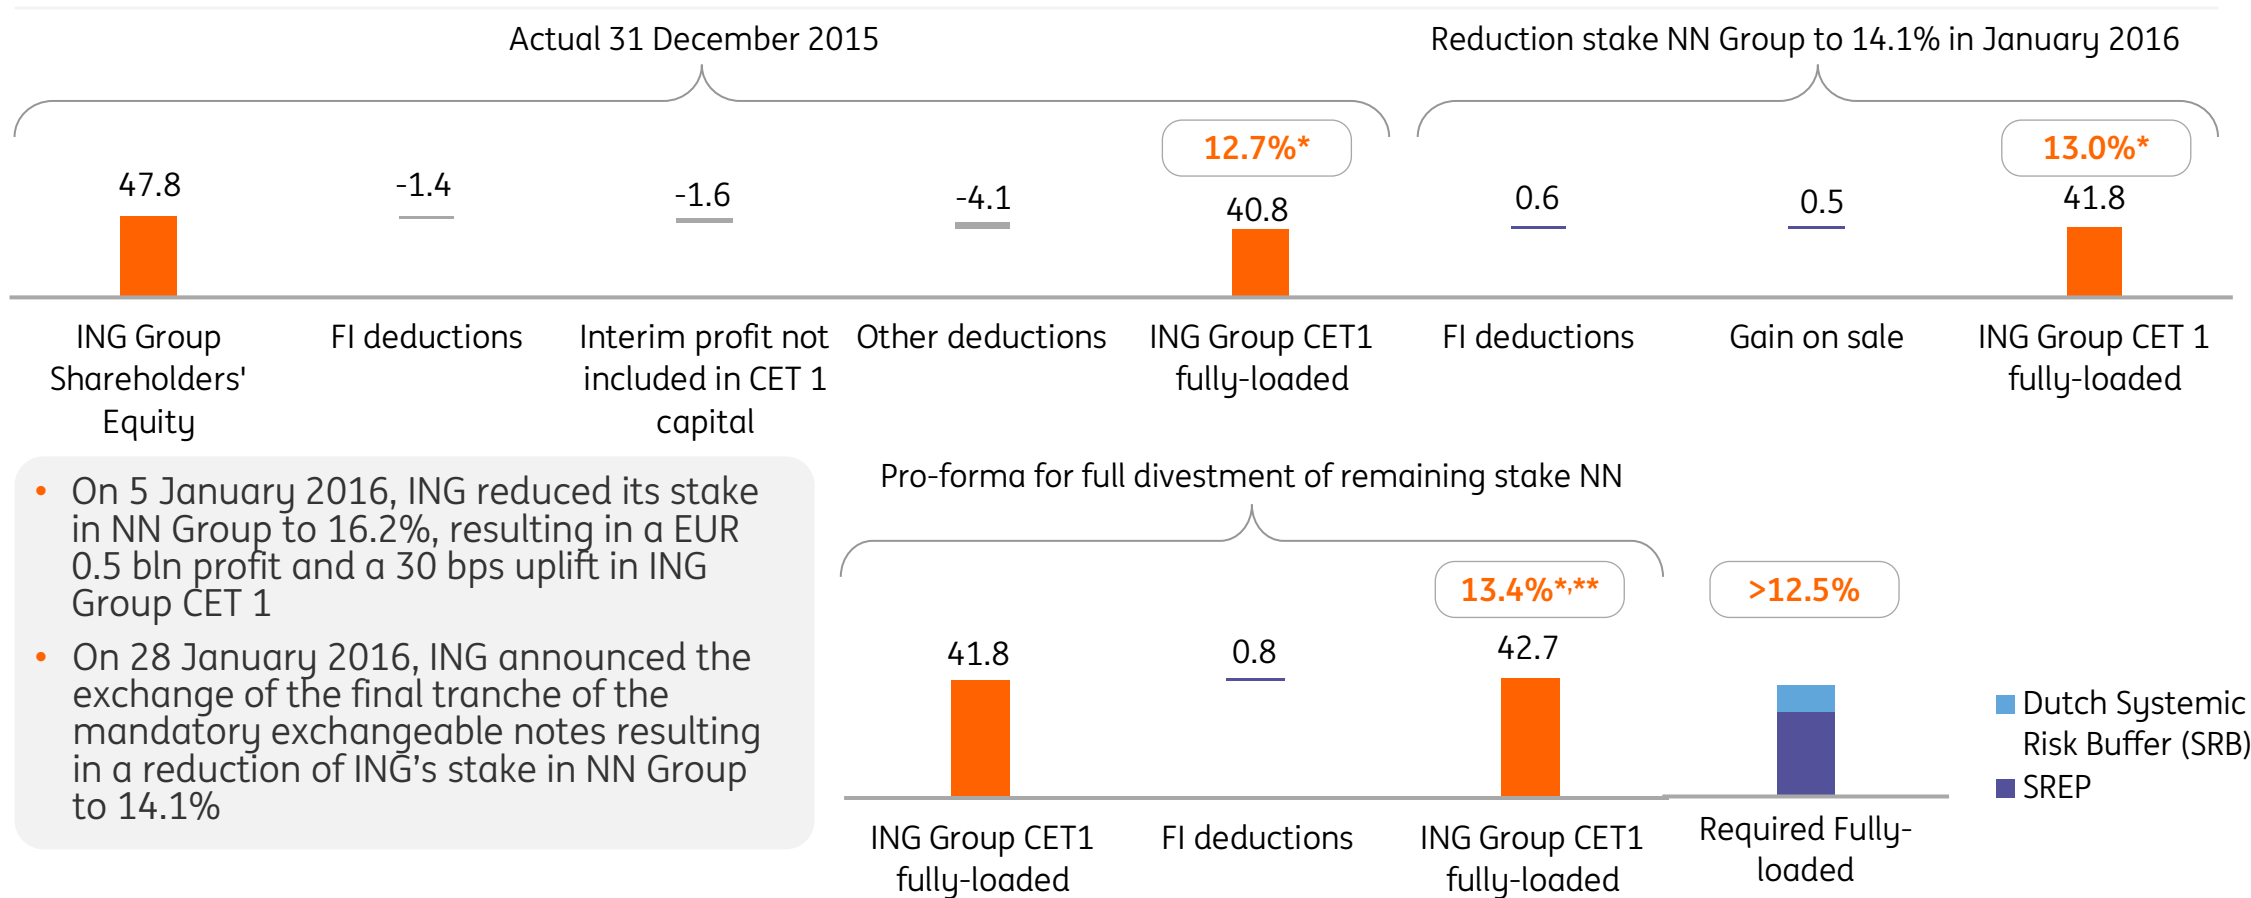 Actual 31 December 2015
Reduction stake NN Group to 14.1% in January 2016
12.7%*
13.0%*
47.8
-1.4
-1.6
-4.1
40.8
0.6
0.5
41.8
ING Group
Shareholders'
Equity
FI deductions
Interim profit not
included in CET 1
capital
Other deductions
ING Group CET1
fully-loaded
FI deductions
Gain on sale
ING Group CET 1
fully-loaded
• On 5 January 2016, ING reduced its stake
in NN Group to 16.2%, resulting in a EUR
0.5 bln profit and a 30 bps uplift in ING
Group CET 1
• On 28 January 2016, ING announced the
exchange of the final tranche of the
mandatory exchangeable notes resulting
in a reduction of ING’s stake in NN Group
to 14.1%
Pro-forma for full divestment of remaining stake NN
13.4%*,**
>12.5%
41.8
0.8
42.7
ING Group CET1
fully-loaded
FI deductions
ING Group CET1
fully-loaded
Required Fully-
loaded
Dutch Systemic
Risk Buffer (SRB)
SREP